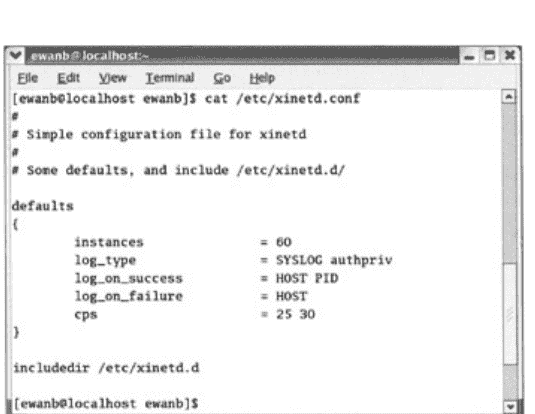 ewanb@localhost:~
File Edit View Terminal Go Help
[ewanb@localhost ewanb]$ cat /etc/xinetd.conf
#
# Simple configuration file for xinetd
#
# Some defaults, and include /etc/xinetd.d/
defaults
{
instances = 60
log_type = SYSLOG authpriv
log_on_success = HOST PID
log_on_failure = HOST
cps = 25 30
}
includedir /etc/xinetd.d
[ewanb@localhost ewanb]$